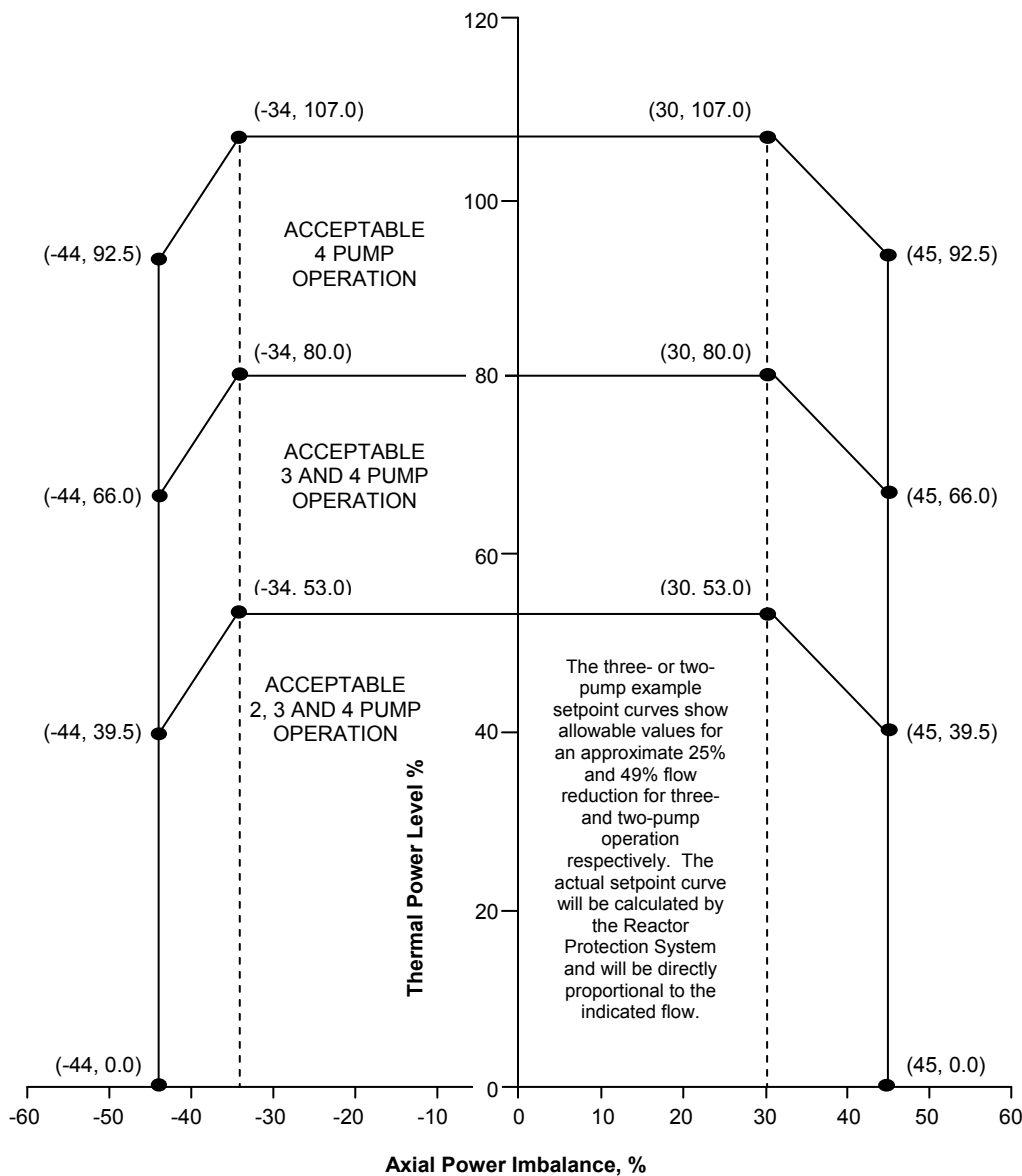 120
(-34, 107.0)
(30, 107.0)
100
ACCEPTABLE
4 PUMP
OPERATION
(-44, 92.5)
(45, 92.5)
(-34, 80.0)
(30, 80.0)
80
ACCEPTABLE
3 AND 4 PUMP
OPERATION
(-44, 66.0)
(45, 66.0)
60
(-34. 53.0)
(30. 53.0)
ACCEPTABLE
2, 3 AND 4 PUMP
OPERATION
(-44, 39.5)
(45, 39.5)
40
The three- or two-
pump example
setpoint curves show
allowable values for
an approximate 25%
and 49% flow
reduction for three-
and two-pump
operation
respectively. The
actual setpoint curve
will be calculated by
the Reactor
Protection System
and will be directly
proportional to the
indicated flow.
Thermal Power Level %
20
(-44, 0.0)
(45, 0.0)
0
-60 -50 -40 -30 -20 -10 0 10 20 30 40 50 60
Axial Power Imbalance, %